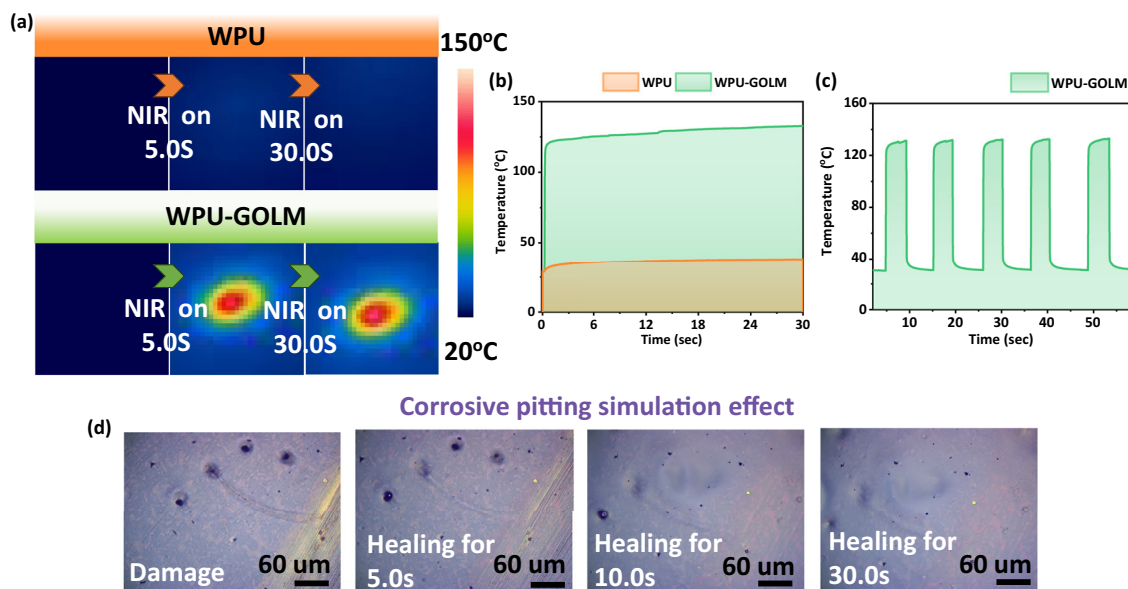 (a)
WPU
150°C
NIR on
5.0S
NIR on
30.0S
WPU-GOLM
NIR on
5.0S
NIR on
30.0S
20°C
(b)
WPU
WPU-GOLM
150
125
100
75
50
25
0
Temperature (°C)
0
6
12
18
24
30
Time (sec)
(c)
WPU-GOLM
160
120
80
40
0
Temperature (°C)
10
20
30
40
50
Time (sec)
Corrosive pitting simulation effect
(d)
Damage
60 um
Healing for
5.0s
60 um
Healing for
10.0s
60 um
Healing for
30.0s
60 um